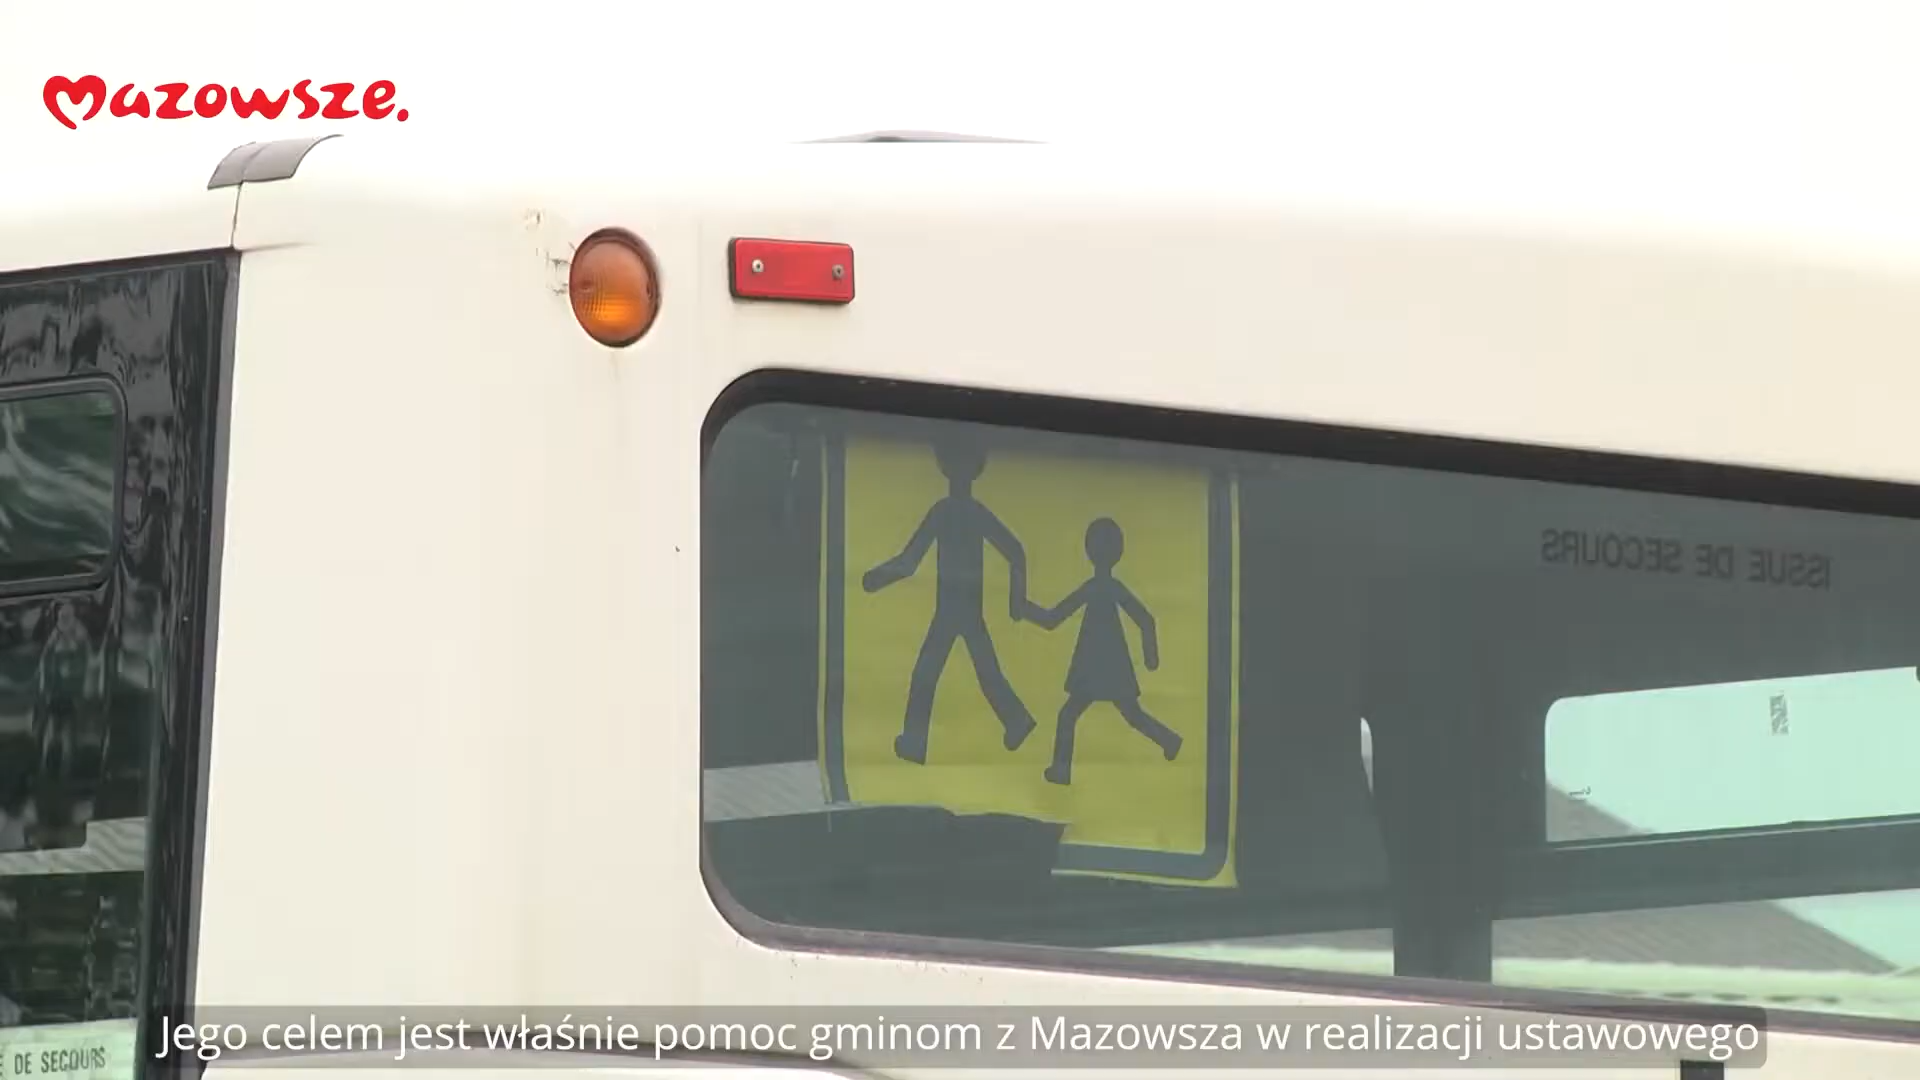 Mazowsze.
ISSUE DE SECOURS
Jego celem jest właśnie pomoc gminom z Mazowsza w realizacji ustawowego
DE SECOURS